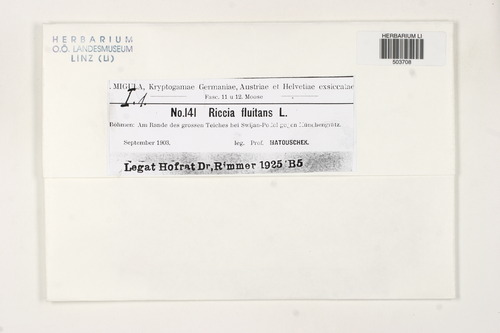 HERBARIUM
O.Ö. LANDESMUSEUM
LINZ (LI)
HERBARIUM LI
503708
MIGULA, Kryptogamae Germaniae, Austriae et Helvetiae exsiccatae
Fasc. 11 u 12. Moose
No.141 Riccia fluitans L.
Böhmen: Am Rande des grossen Teiches bei
September 1903. leg. Prof. MATOUSCHEK.
Legat Hofrat Dr, Rimmer 1925 B5